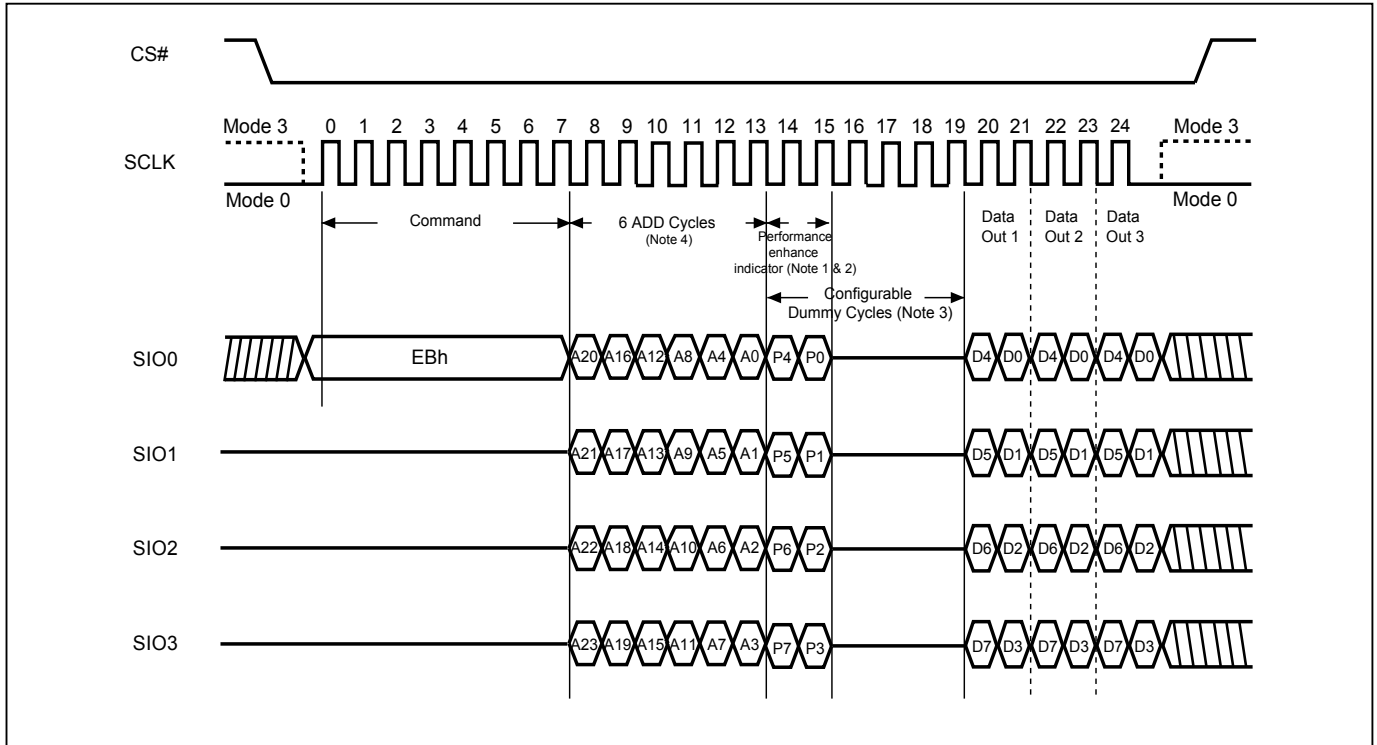 CS#
Mode 3 0 1 2 3 4 5 6 7 8 9 10 11 12 13 14 15 16 17 18 19 20 21 22 23 24 Mode 3
SCLK
Mode 0 Mode 0
Command 6 ADD Cycles (Note 4) Performance enhance indicator (Note 1 & 2) Data Out 1 Data Out 2 Data Out 3
Configurable Dummy Cycles (Note 3)
SIO0 EBh A20 A16 A12 A8 A4 A0 P4 P0 D4 D0 D4 D0 D4 D0
SIO1 A21 A17 A13 A9 A5 A1 P5 P1 D5 D1 D5 D1 D5 D1
SIO2 A22 A18 A14 A10 A6 A2 P6 P2 D6 D2 D6 D2 D6 D2
SIO3 A23 A19 A15 A11 A7 A3 P7 P3 D7 D3 D7 D3 D7 D3